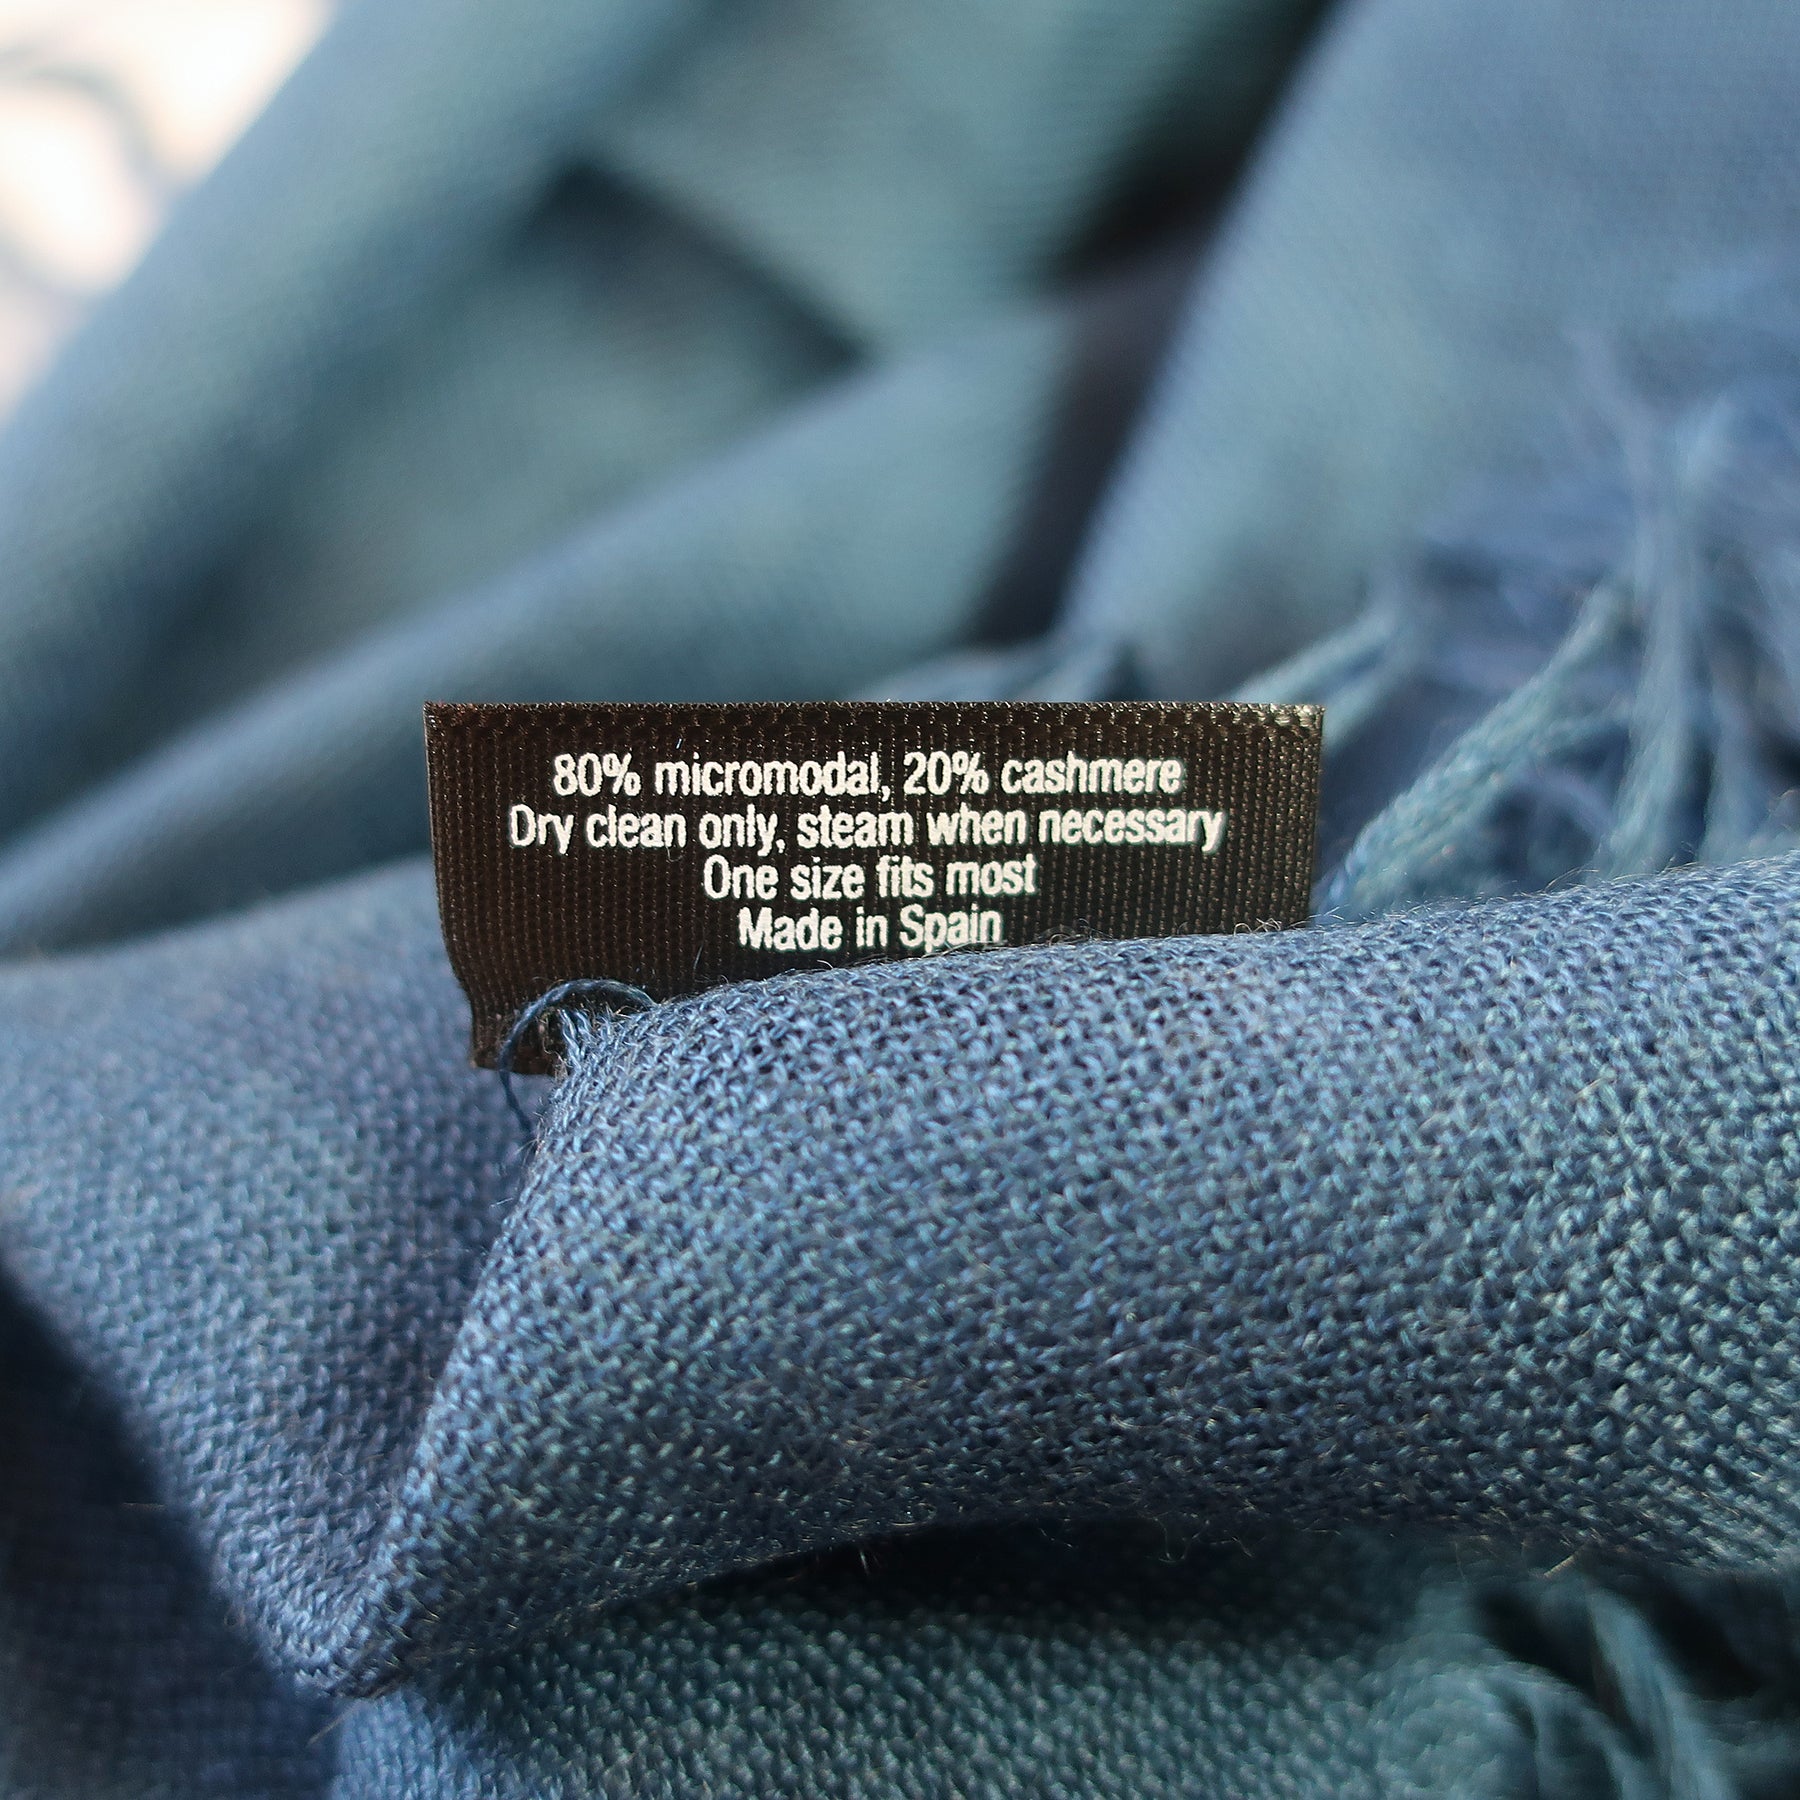 80% micromodal, 20% cashmere
Dry clean only, steam when necessary
One size fits most
Made in Spain